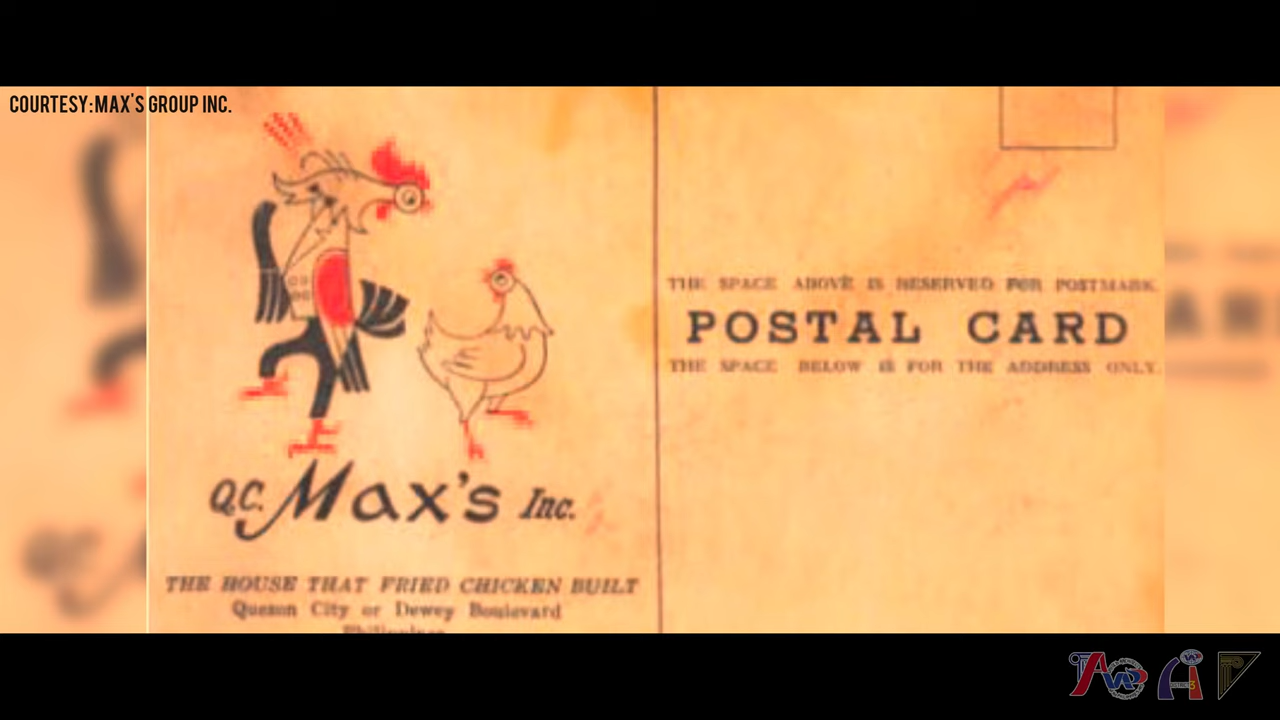 COURTESY: MAX'S GROUP INC.
Q.C. Max's Inc.
THE HOUSE THAT FRIED CHICKEN BUILT
Quezon City or Dewey Boulevard
Philippines
THE SPACE ABOVE IS RESERVED FOR POSTMARK.
POSTAL CARD
THE SPACE BELOW IS FOR THE ADDRESS ONLY.